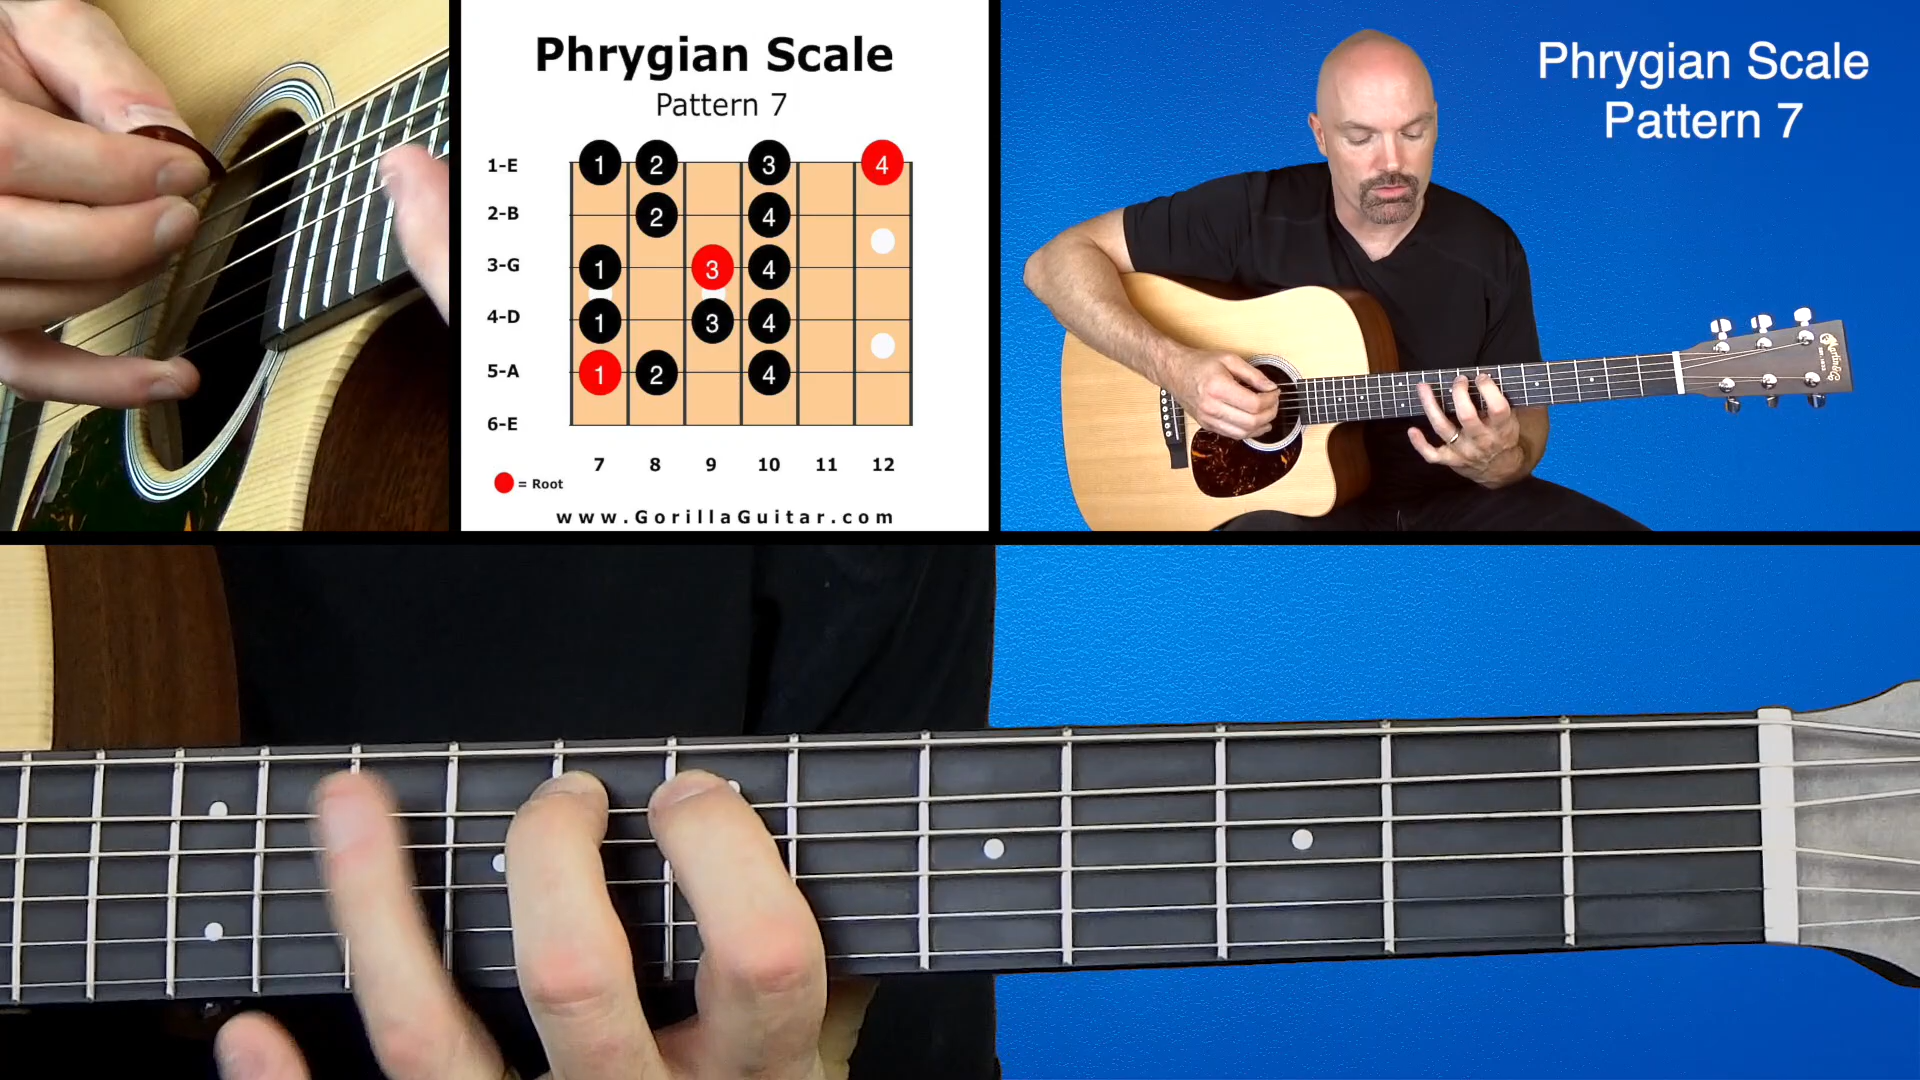 Phrygian Scale
Pattern 7
1-E 1 2 3 4
2-B 2 4
3-G 1 3 4
4-D 1 3 4
5-A 1 2 4
6-E
7 8 9 10 11 12
= Root
www.GorillaGuitar.com
Phrygian Scale
Pattern 7
Martin & Co